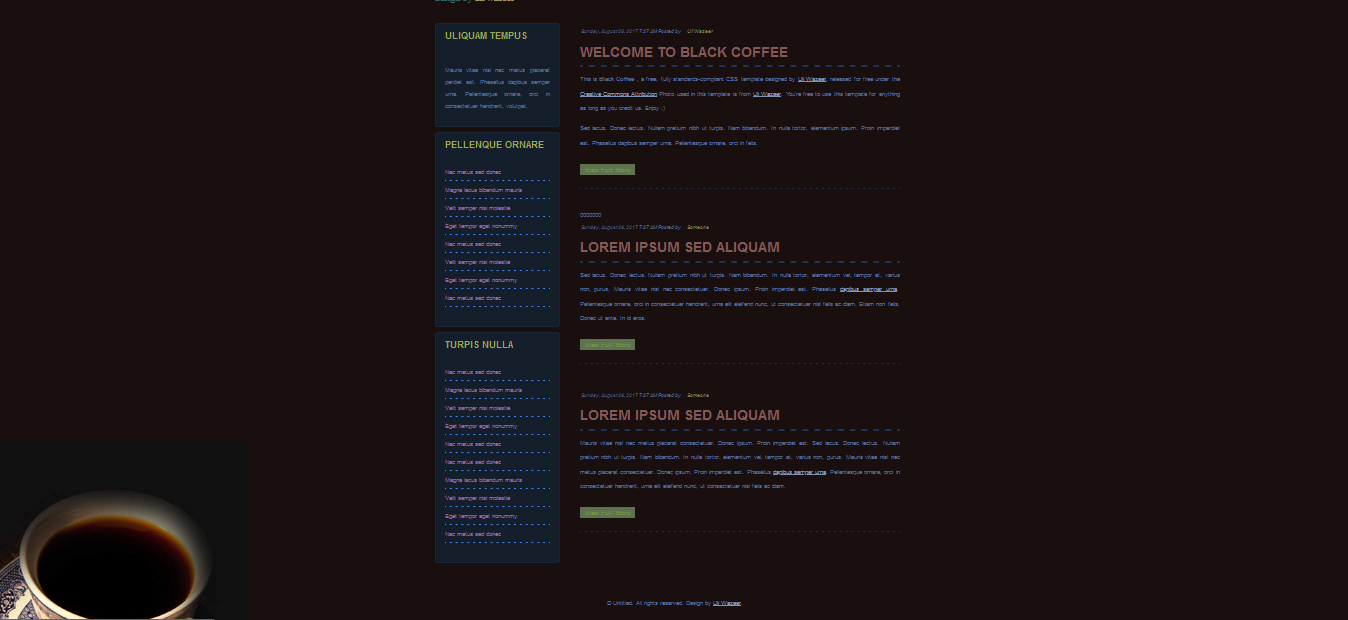 Design by Uli Wazeer
ULIQUAM TEMPUS
Mauris vitae nisl nec metus placerat
perdiet est. Phasellus dapibus semper
urna. Pellentesque ornare, orci in
consectetuer hendrerit, volutpat.
PELLENQUE ORNARE
Nec metus sed donec
Magna lacus bibendum mauris
Velit semper nisi molestie
Eget tempor eget nonummy
Nec metus sed donec
Velit semper nisi molestie
Eget tempor eget nonummy
Nec metus sed donec
TURPIS NULLA
Nec metus sed donec
Magna lacus bibendum mauris
Velit semper nisi molestie
Eget tempor eget nonummy
Nec metus sed donec
Nec metus sed donec
Magna lacus bibendum mauris
Velit semper nisi molestie
Eget tempor eget nonummy
Nec metus sed donec
Sunday, August 06, 2017 7:27 AM Posted by Uli Wazeer
WELCOME TO BLACK COFFEE
This is Black Coffee , a free, fully standards-compliant CSS template designed by Uli Wazeer, released for free under the
Creative Commons Attribution Photo used in this template is from Uli Wazeer. You're free to use this template for anything
as long as you credit us. Enjoy :)
Sed lacus. Donec lectus. Nullam pretium nibh ut turpis. Nam bibendum. In nulla tortor, elementum ipsum. Proin imperdiet
est. Phasellus dapibus semper urna. Pellentesque ornare, orci in felis.
View Full Story
Sunday, August 06, 2017 7:27 AM Posted by Someone
LOREM IPSUM SED ALIQUAM
Sed lacus. Donec lectus. Nullam pretium nibh ut turpis. Nam bibendum. In nulla tortor, elementum vel, tempor at, varius
non, purus. Mauris vitae nisl nec consectetuer. Donec ipsum. Proin imperdiet est. Phasellus dapibus semper urna.
Pellentesque ornare, orci in consectetuer hendrerit, urna elit eleifend nunc, ut consectetuer nisl felis ac diam. Etiam non felis.
Donec ut ante. In id eros.
View Full Story
Sunday, August 06, 2017 7:27 AM Posted by Someone
LOREM IPSUM SED ALIQUAM
Mauris vitae nisl nec metus placerat consectetuer. Donec ipsum. Proin imperdiet est. Sed lacus. Donec lectus. Nullam
pretium nibh ut turpis. Nam bibendum. In nulla tortor, elementum vel, tempor at, varius non, purus. Mauris vitae nisl nec
metus placerat consectetuer. Donec ipsum. Proin imperdiet est. Phasellus dapibus semper urna. Pellentesque ornare, orci in
consectetuer hendrerit, urna elit eleifend nunc, ut consectetuer nisl felis ac diam.
View Full Story
© Untitled. All rights reserved. Design by Uli Wazeer.